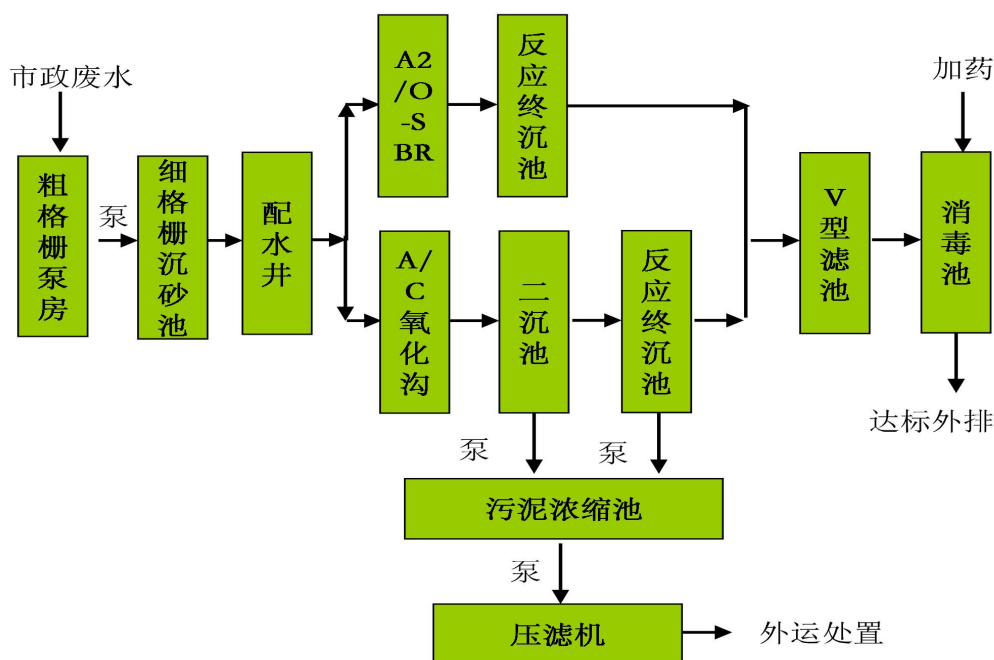 市政废水
粗格栅泵房
泵
细格栅沉砂池
配水井
A2
/O
-S
BR
反应终沉池
A/
C
氧化沟
二沉池
反应终沉池
V型滤池
加药
消毒池
达标外排
泵
泵
污泥浓缩池
泵
压滤机
外运处置